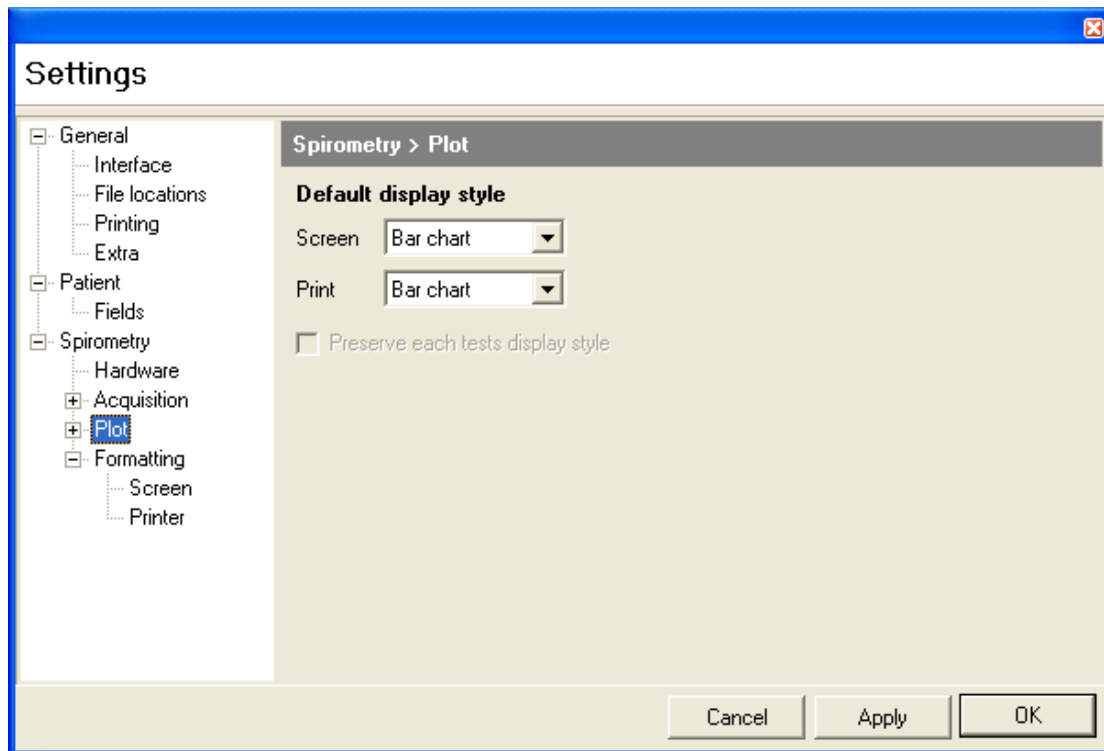 Settings
General
Interface
File locations
Printing
Extra
Patient
Fields
Spirometry
Hardware
Acquisition
Plot
Formatting
Screen
Printer
Spirometry > Plot
Default display style
Screen Bar chart
Print Bar chart
Preserve each tests display style
Cancel Apply OK